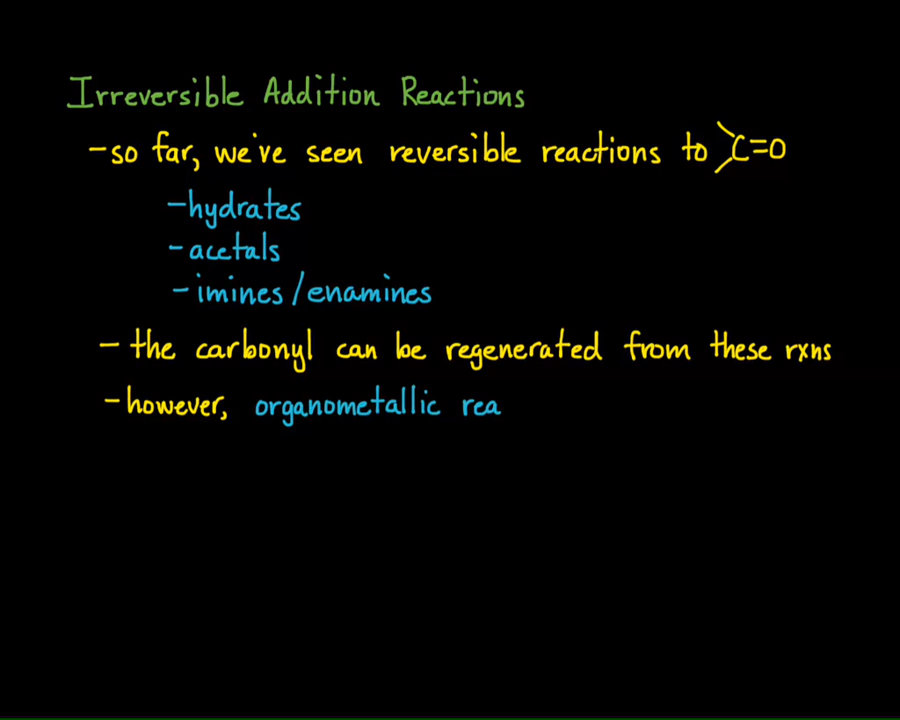 Irreversible Addition Reactions
-so far, we've seen reversible reactions to >C=O
-hydrates
-acetals
-imines/enamines
-the carbonyl can be regenerated from these rxns
-however, organometallic rea